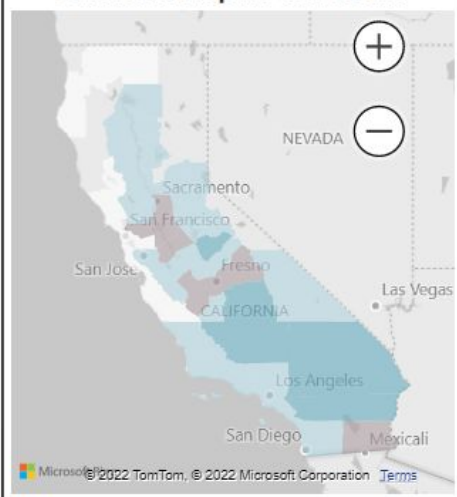 NEVADA
Sacramento
San Francisco
San Jose
Fresno
Las Vegas
CALIFORNIA
Los Angeles
San Diego
Mexicali
© 2022 TomTom, © 2022 Microsoft Corporation Terms